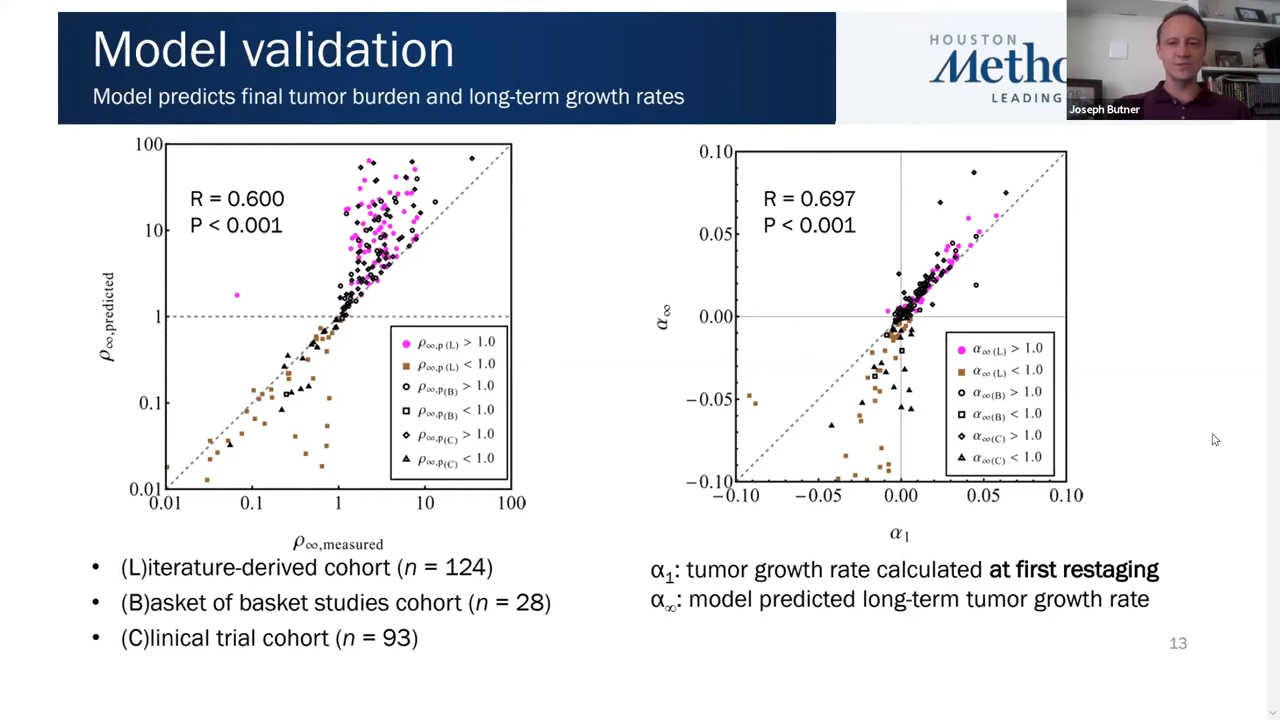 Model validation
Model predicts final tumor burden and long-term growth rates
HOUSTON
Metho
LEADING
Joseph Butner
100
10
1
0.1
0.01
0.01
0.1
1
10
100
R = 0.600
P < 0.001
ρ∞,predicted
ρ∞,measured
ρ∞,p(L) > 1.0
ρ∞,p(L) < 1.0
ρ∞,p(B) > 1.0
ρ∞,p(B) < 1.0
ρ∞,p(C) > 1.0
ρ∞,p(C) < 1.0
0.10
0.05
0.00
−0.05
−0.10
−0.10
−0.05
0.00
0.05
0.10
R = 0.697
P < 0.001
α∞
α1
α∞(L) > 1.0
α∞(L) < 1.0
α∞(B) > 1.0
α∞(B) < 1.0
α∞(C) > 1.0
α∞(C) < 1.0
• (L)iterature-derived cohort (n = 124)
• (B)asket of basket studies cohort (n = 28)
• (C)linical trial cohort (n = 93)
α1: tumor growth rate calculated at first restaging
α∞: model predicted long-term tumor growth rate
13